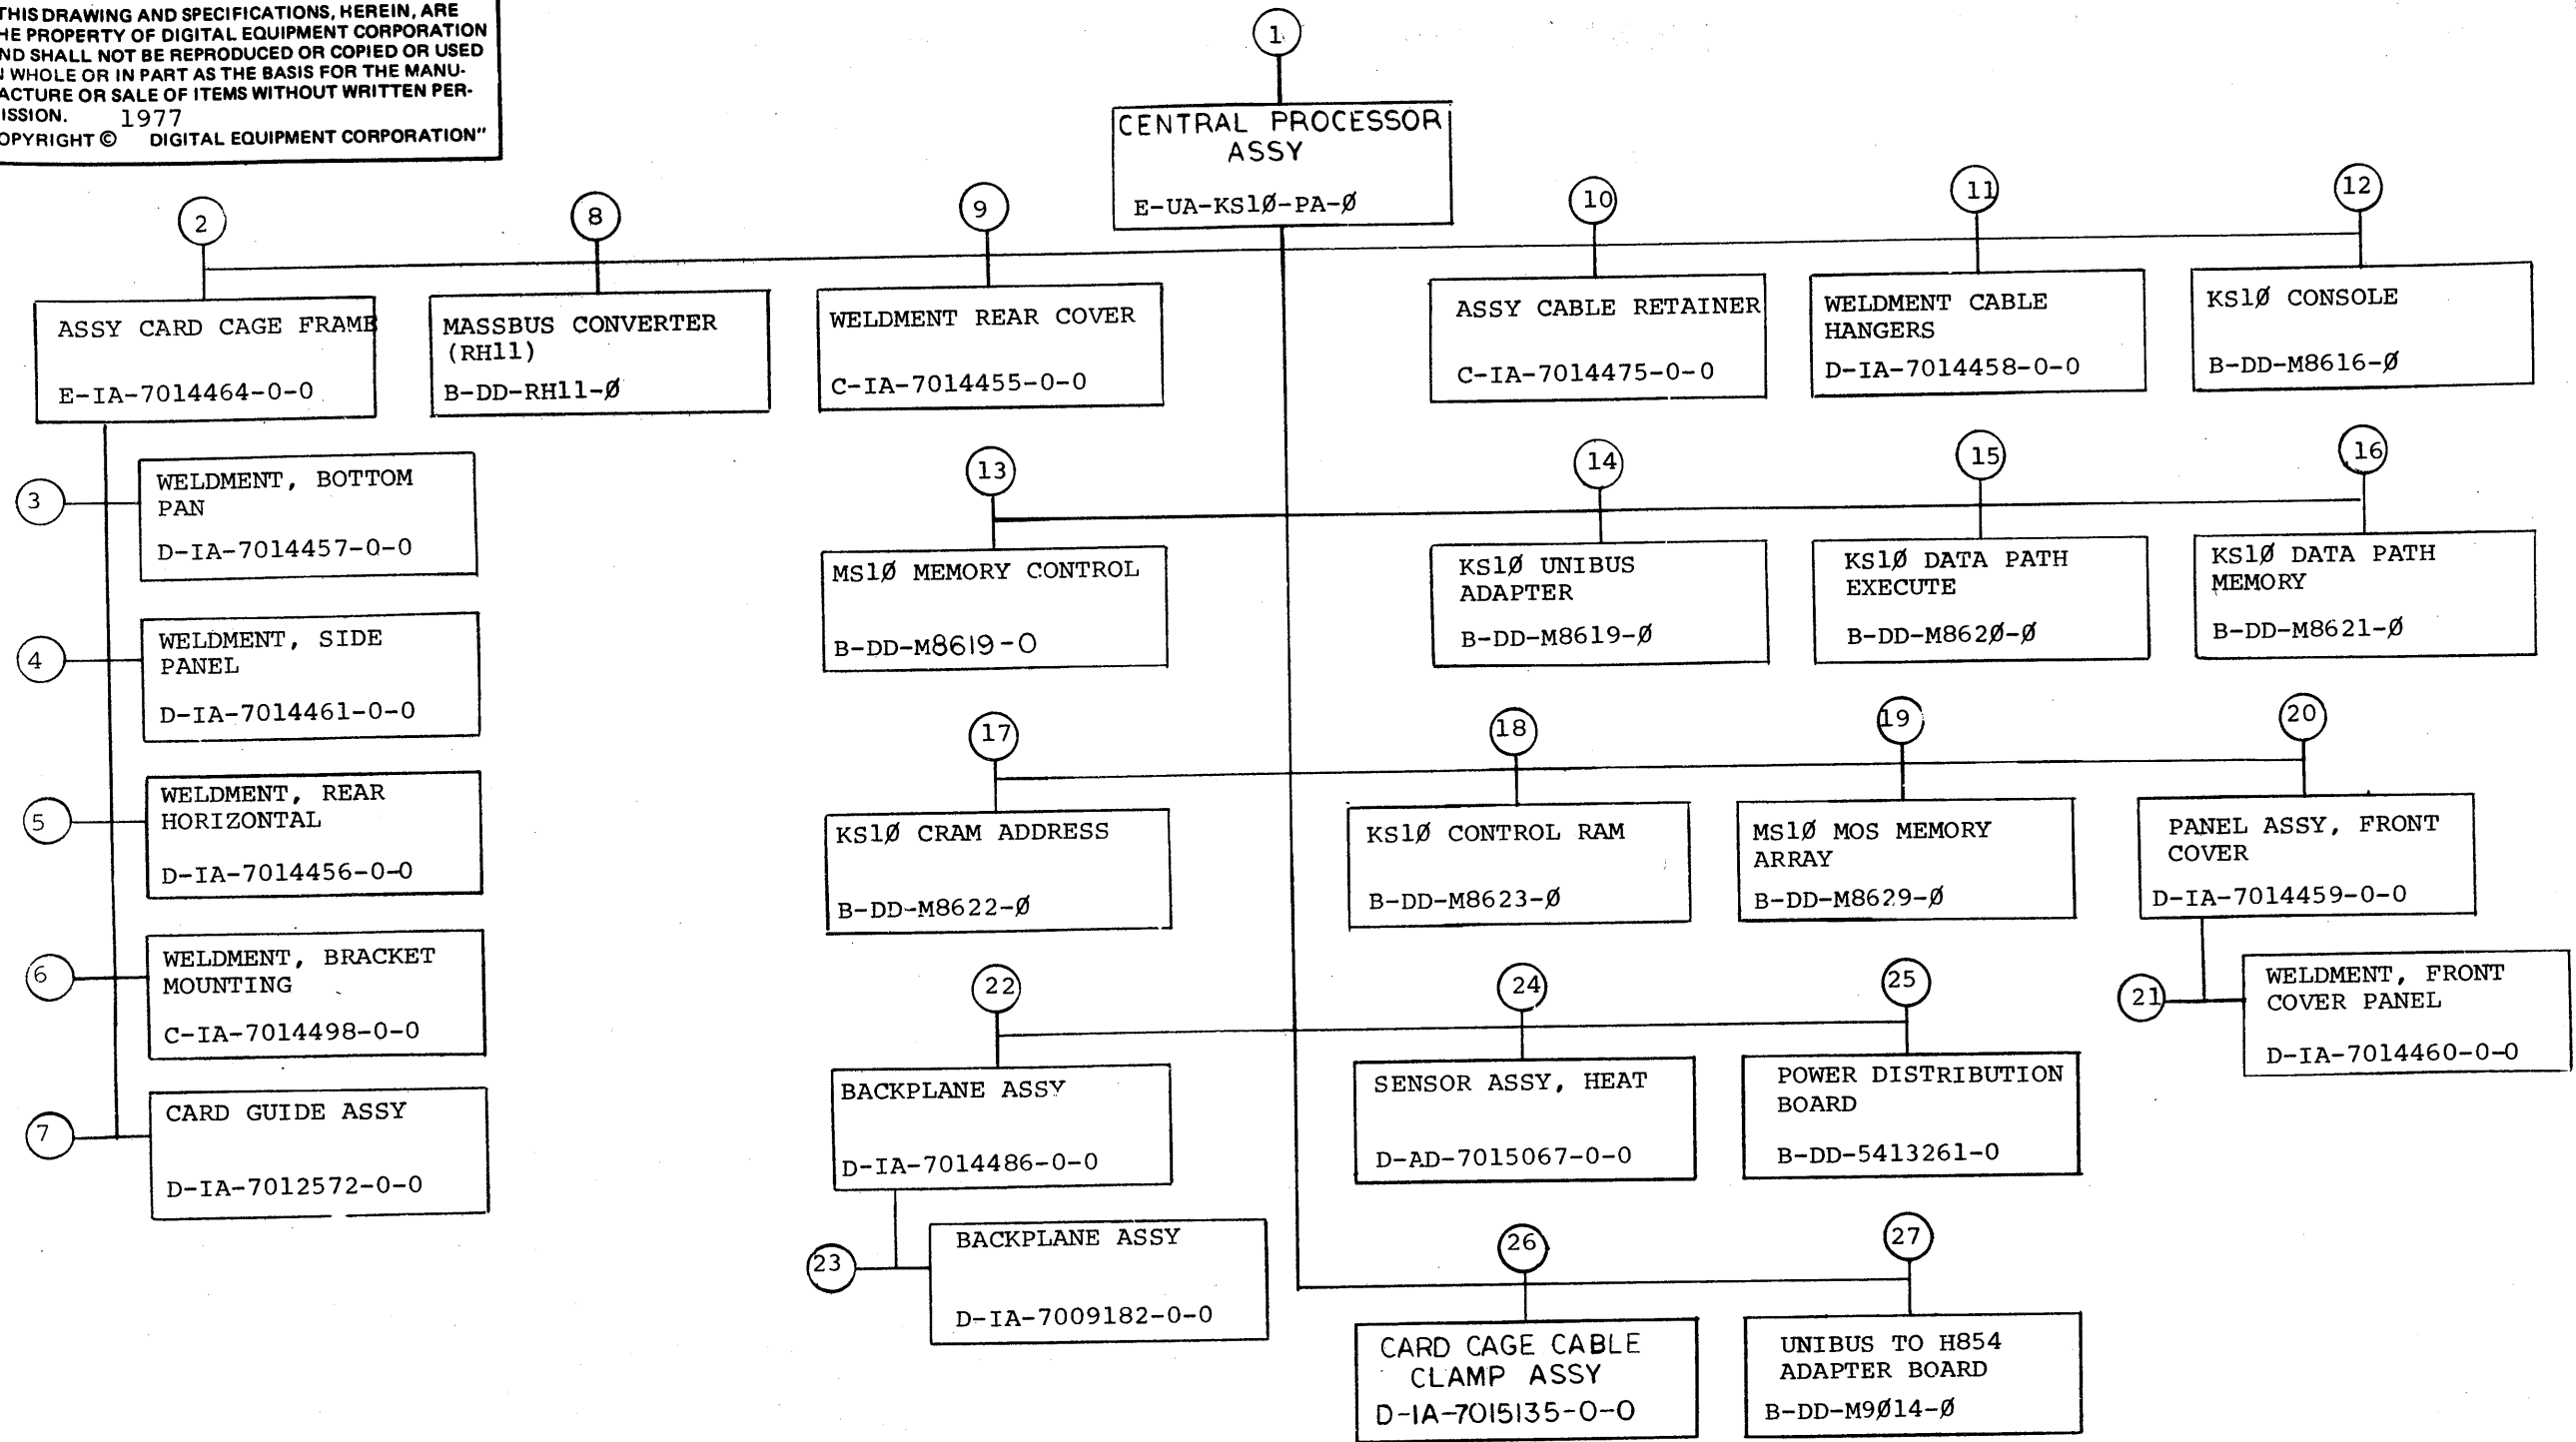 THIS DRAWING AND SPECIFICATIONS, HEREIN, ARE
HE PROPERTY OF DIGITAL EQUIPMENT CORPORATION
ND SHALL NOT BE REPRODUCED OR COPIED OR USED
N WHOLE OR IN PART AS THE BASIS FOR THE MANU-
ACTURE OR SALE OF ITEMS WITHOUT WRITTEN PER-
ISSION. 1977
OPYRIGHT © DIGITAL EQUIPMENT CORPORATION"
1
CENTRAL PROCESSOR
ASSY
E-UA-KS1Ø-PA-Ø
2
ASSY CARD CAGE FRAME
E-IA-7014464-0-0
8
MASSBUS CONVERTER
(RH11)
B-DD-RH11-Ø
9
WELDMENT REAR COVER
C-IA-7014455-0-0
10
ASSY CABLE RETAINER
C-IA-7014475-0-0
11
WELDMENT CABLE
HANGERS
D-IA-7014458-0-0
12
KS1Ø CONSOLE
B-DD-M8616-Ø
3
WELDMENT, BOTTOM
PAN
D-IA-7014457-0-0
4
WELDMENT, SIDE
PANEL
D-IA-7014461-0-0
5
WELDMENT, REAR
HORIZONTAL
D-IA-7014456-0-0
6
WELDMENT, BRACKET
MOUNTING
C-IA-7014498-0-0
7
CARD GUIDE ASSY
D-IA-7012572-0-0
13
MS1Ø MEMORY CONTROL
B-DD-M8619-0
14
KS1Ø UNIBUS
ADAPTER
B-DD-M8619-Ø
15
KS1Ø DATA PATH
EXECUTE
B-DD-M862Ø-Ø
16
KS1Ø DATA PATH
MEMORY
B-DD-M8621-Ø
17
KS1Ø CRAM ADDRESS
B-DD-M8622-Ø
18
KS1Ø CONTROL RAM
B-DD-M8623-Ø
19
MS1Ø MOS MEMORY
ARRAY
B-DD-M8629-Ø
20
PANEL ASSY, FRONT
COVER
D-IA-7014459-0-0
21
WELDMENT, FRONT
COVER PANEL
D-IA-7014460-0-0
22
BACKPLANE ASSY
D-IA-7014486-0-0
23
BACKPLANE ASSY
D-IA-7009182-0-0
24
SENSOR ASSY, HEAT
D-AD-7015067-0-0
25
POWER DISTRIBUTION
BOARD
B-DD-5413261-0
26
CARD CAGE CABLE
CLAMP ASSY
D-IA-7015135-0-0
27
UNIBUS TO H854
ADAPTER BOARD
B-DD-M9Ø14-Ø